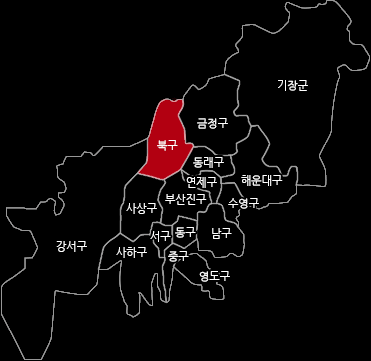 기장군
금정구
북구
동래구
연제구
해운대구
부산진구
수영구
사상구
남구
동구
서구
강서구
사하구
중구
영도구